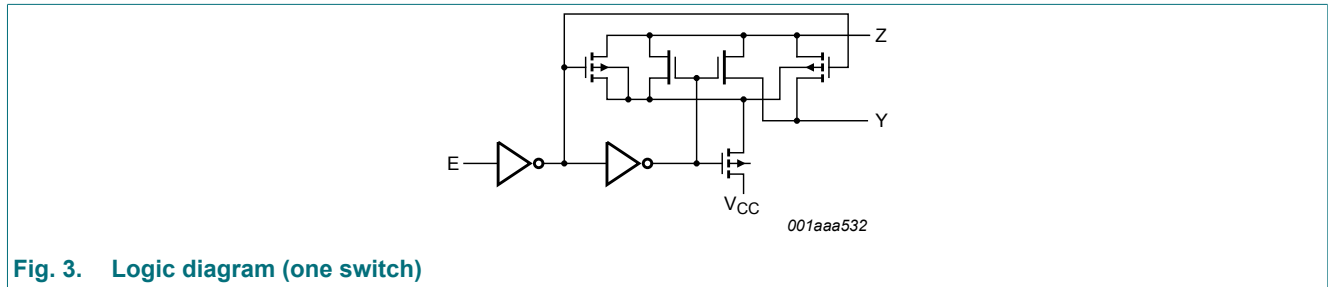 Z
Y
E
VCC
001aaa532
Fig. 3. Logic diagram (one switch)